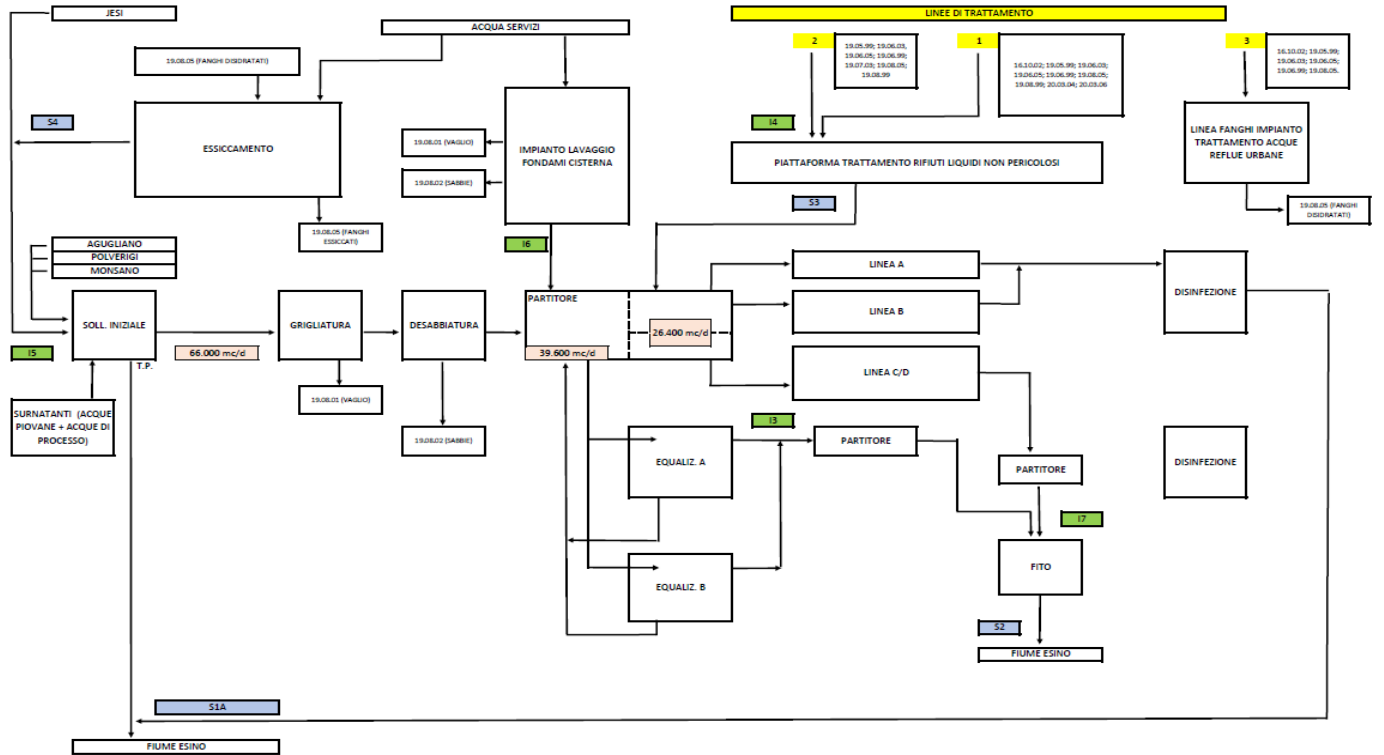 JESI
LINEE DI TRATTAMENTO
ACQUA SERVIZI
2
19.05.99; 19.06.03,
19.06.05; 19.06.99;
19.07.03; 19.08.05;
19.08.99
1
16.10.02; 19.05.99; 19.06.03;
19.06.05; 19.06.99; 19.08.05;
19.08.99; 20.03.04; 20.03.06
3
16.10.02; 19.05.99;
19.06.03; 19.06.05;
19.06.99; 19.08.05.
19.08.05 (FANGHI DISIDRATATI)
S4
ESSICCAMENTO
19.08.01 (VAGLIO)
19.08.02 (SABBIE)
IMPIANTO LAVAGGIO
FONDAMI CISTERNA
I4
PIATTAFORMA TRATTAMENTO RIFIUTI LIQUIDI NON PERICOLOSI
LINEA FANGHI IMPIANTO
TRATTAMENTO ACQUE
REFLUE URBANE
S3
19.08.05 (FANGHI
DISIDRATATI)
19.08.05 (FANGHI
ESSICCATI)
I6
AGUGLIANO
POLVERIGI
MONSANO
LINEA A
LINEA B
DISINFEZIONE
PARTITORE
SOLL. INIZIALE
GRIGLIATURA
DESABBIATURA
26.400 mc/d
I5
66.000 mc/d
39.600 mc/d
T.P.
LINEA C/D
19.08.01 (VAGLIO)
SURNATANTI (ACQUE
PIOVANE + ACQUE DI
PROCESSO)
19.08.02 (SABBIE)
I3
EQUALIZ. A
PARTITORE
PARTITORE
DISINFEZIONE
I7
EQUALIZ. B
FITO
S2
FIUME ESINO
S1A
FIUME ESINO